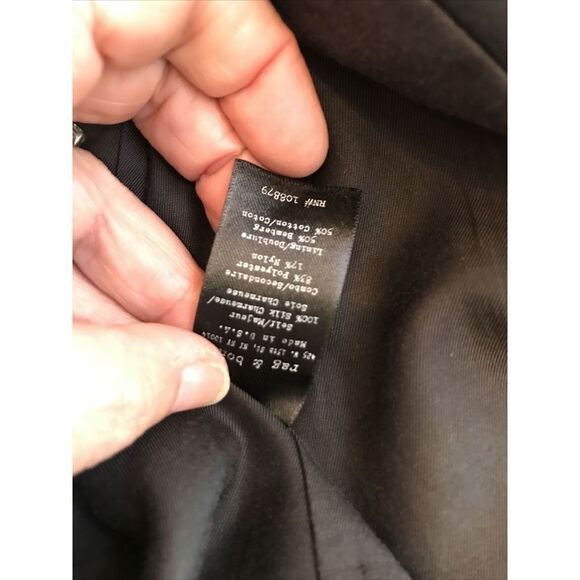 rag & bon
425 W. 13th St, NY NY 10014
Made in U.S.A.
Self/Majeur
100% Silk Charmeuse/
Soie Charmeuse
Combo/Secondaire
83% Polyester
17% Nylon
Lining/Doublure
50% Bemberg
50% Cotton/Coton
RN# 108879